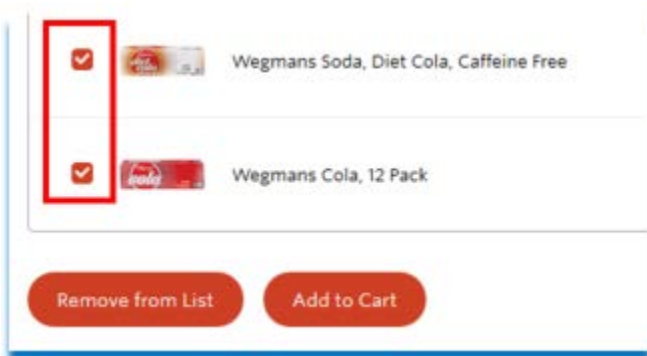 Wegmans Soda, Diet Cola, Caffeine Free
Wegmans Cola, 12 Pack
Remove from List
Add to Cart